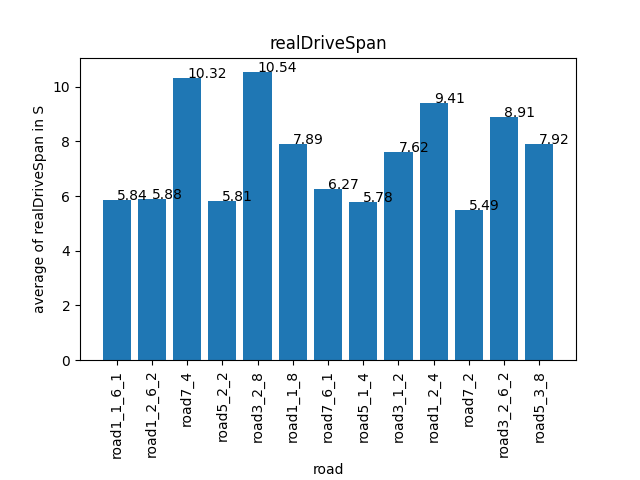 realDriveSpan
average of realDriveSpan in S
10
8
6
4
2
0
5.84
5.88
10.32
5.81
10.54
7.89
6.27
5.78
7.62
9.41
5.49
8.91
7.92
road1_1_6_1
road1_2_6_2
road7_4
road5_2_2
road3_2_8
road1_1_8
road7_6_1
road5_1_4
road3_1_2
road1_2_4
road7_2
road3_2_6_2
road5_3_8
road